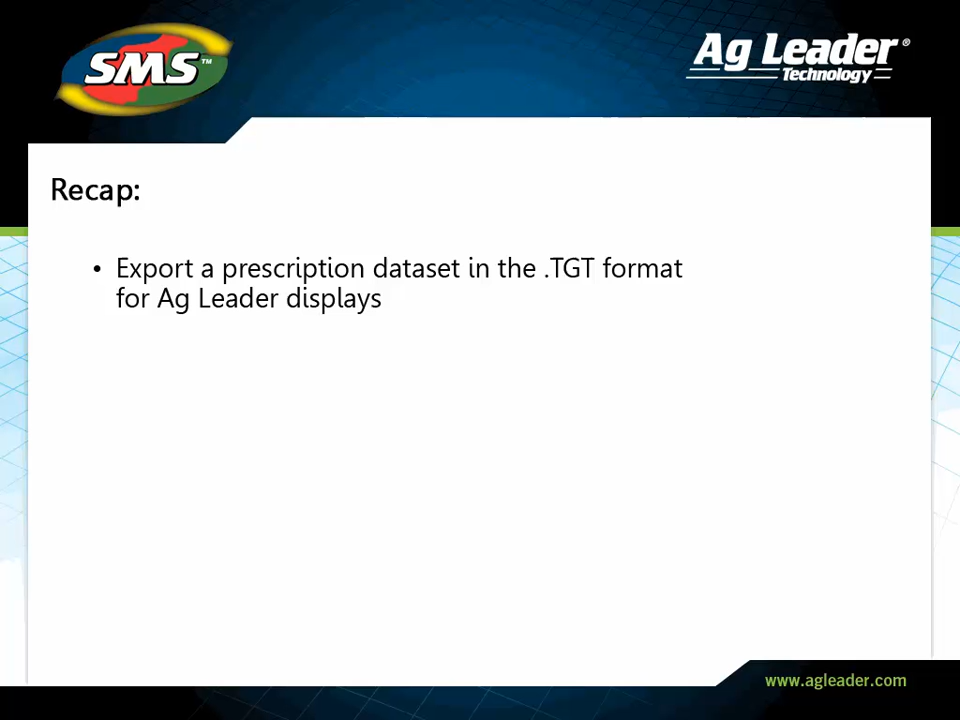 SMS™
Ag Leader®
Technology
Recap:
• Export a prescription dataset in the .TGT format
for Ag Leader displays
www.agleader.com